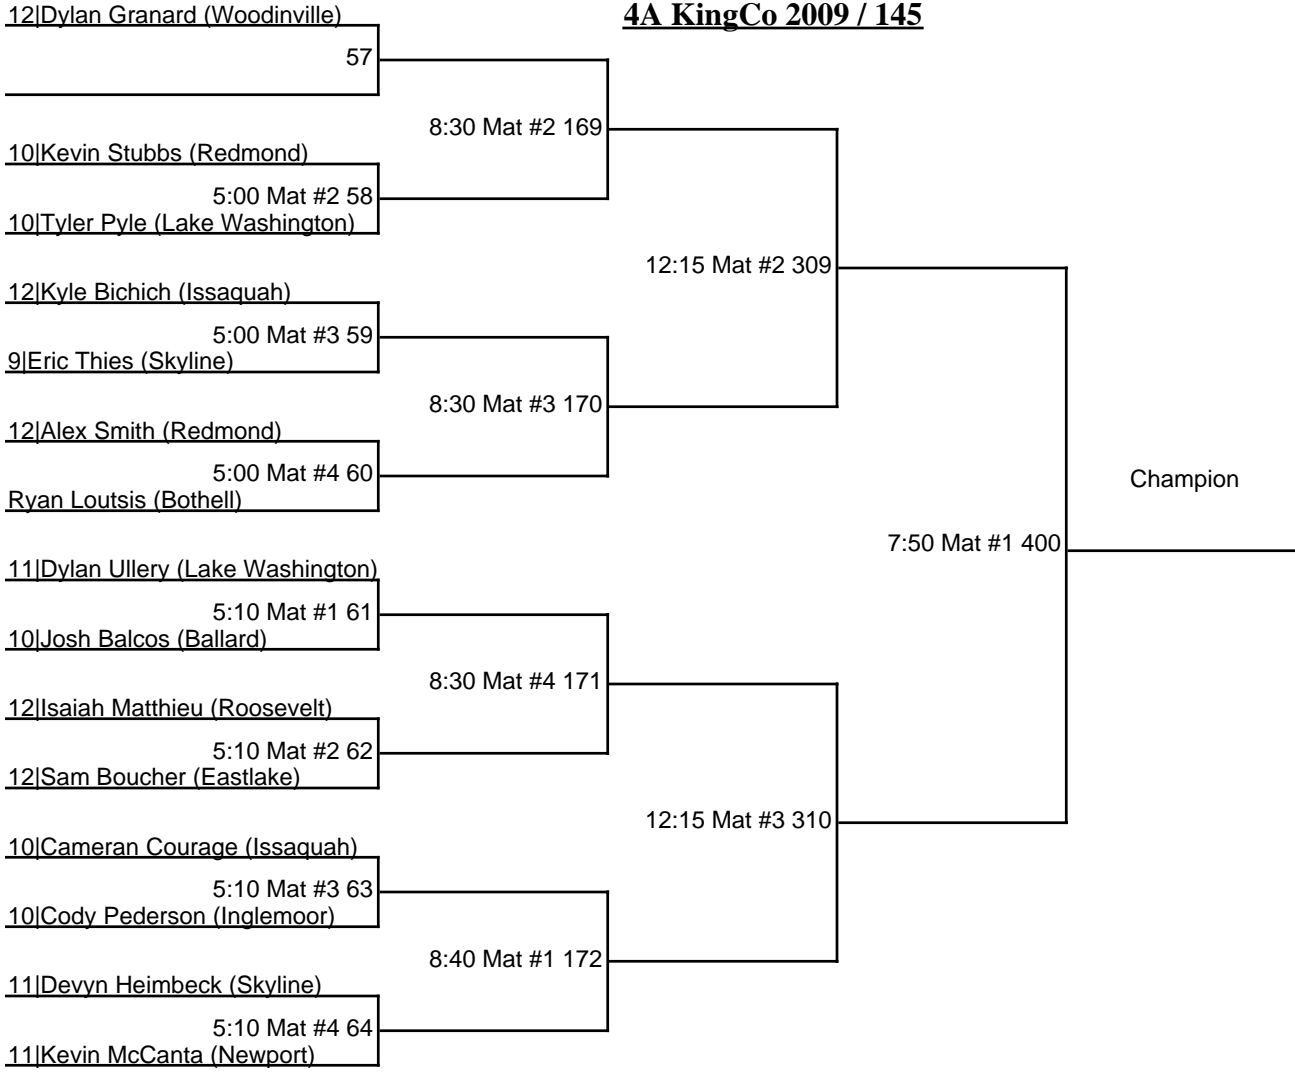 4A KingCo 2009 / 145
12|Dylan Granard (Woodinville)
57
8:30 Mat #2 169
10|Kevin Stubbs (Redmond)
5:00 Mat #2 58
10|Tyler Pyle (Lake Washington)
12:15 Mat #2 309
12|Kyle Bichich (Issaquah)
5:00 Mat #3 59
9|Eric Thies (Skyline)
8:30 Mat #3 170
12|Alex Smith (Redmond)
5:00 Mat #4 60
Ryan Loutsis (Bothell)
Champion
7:50 Mat #1 400
11|Dylan Ullery (Lake Washington)
5:10 Mat #1 61
10|Josh Balcos (Ballard)
8:30 Mat #4 171
12|Isaiah Matthieu (Roosevelt)
5:10 Mat #2 62
12|Sam Boucher (Eastlake)
12:15 Mat #3 310
10|Cameran Courage (Issaquah)
5:10 Mat #3 63
10|Cody Pederson (Inglemoor)
8:40 Mat #1 172
11|Devyn Heimbeck (Skyline)
5:10 Mat #4 64
11|Kevin McCanta (Newport)